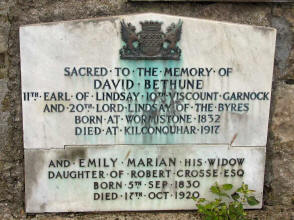 SACRED · TO · THE · MEMORY · OF
DAVID · BETHUNE
11TH · EARL · OF · LINDSAY · 10TH · VISCOUNT · GARNOCK
AND · 20TH · LORD · LINDSAY · OF · THE · BYRES
BORN · AT · WORMISTONE · 1832
DIED · AT · KILCONQUHAR · 1917
AND · EMILY · MARIAN · HIS · WIDOW
DAUGHTER · OF · ROBERT · CROSSE · ESQ
BORN · 5TH · SEP · 1830
DIED · 17TH · OCT · 1920